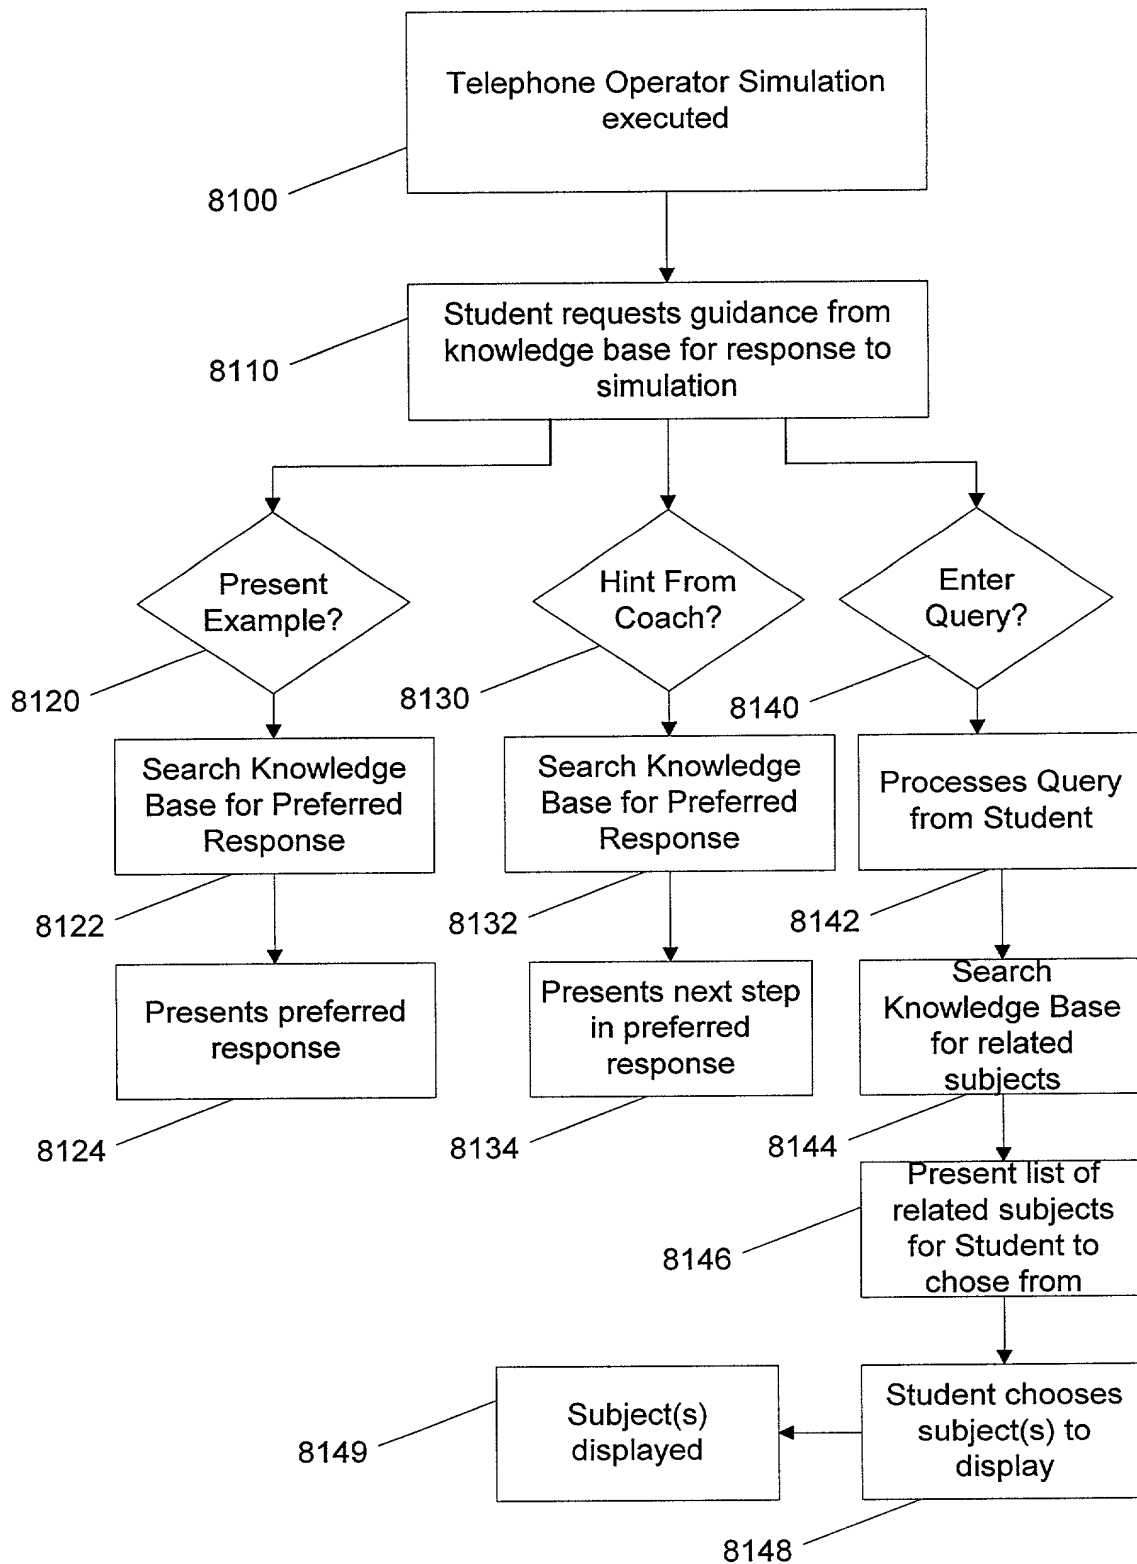 Telephone Operator Simulation
executed
8100
Student requests guidance from
knowledge base for response to
simulation
8110
Present
Example?
8120
Hint From
Coach?
8130
Enter
Query?
8140
Search Knowledge
Base for Preferred
Response
8122
Search Knowledge
Base for Preferred
Response
8132
Processes Query
from Student
8142
Presents preferred
response
8124
Presents next step
in preferred
response
8134
Search
Knowledge Base
for related
subjects
8144
Present list of
related subjects
for Student to
chose from
8146
Student chooses
subject(s) to
display
8148
Subject(s)
displayed
8149